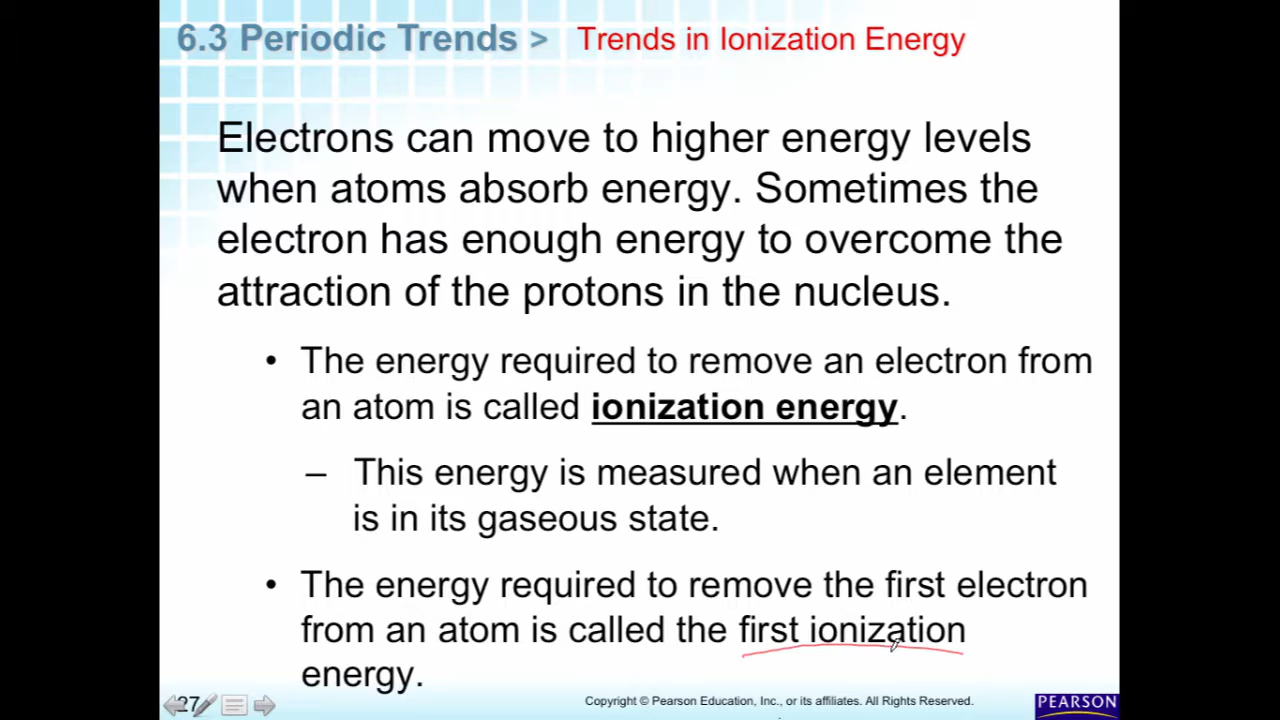 6.3 Periodic Trends > Trends in Ionization Energy
Electrons can move to higher energy levels
when atoms absorb energy. Sometimes the
electron has enough energy to overcome the
attraction of the protons in the nucleus.
• The energy required to remove an electron from
an atom is called ionization energy.
– This energy is measured when an element
is in its gaseous state.
• The energy required to remove the first electron
from an atom is called the first ionization
energy.
27
Copyright © Pearson Education, Inc., or its affiliates. All Rights Reserved.
PEARSON